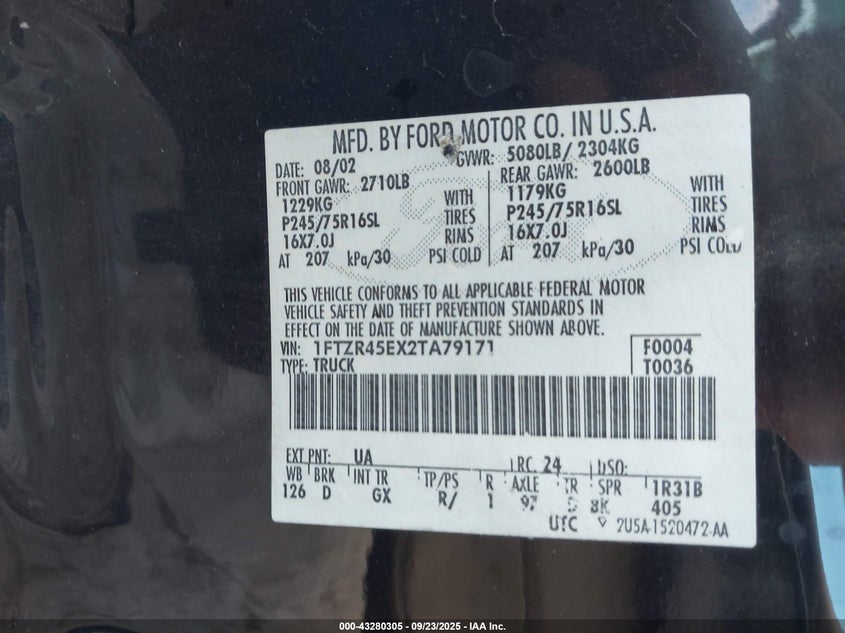 MFD. BY FORD MOTOR CO. IN U.S.A.
DATE: 08/02 GVWR: 5080LB/ 2304KG
FRONT GAWR: 2710LB REAR GAWR: 2600LB
1229KG WITH 1179KG WITH
P245/75R16SL TIRES P245/75R16SL TIRES
16X7.0J RIMS 16X7.0J RIMS
AT 207 kPa/30 PSI COLD AT 207 kPa/30 PSI COLD
THIS VEHICLE CONFORMS TO ALL APPLICABLE FEDERAL MOTOR
VEHICLE SAFETY AND THEFT PREVENTION STANDARDS IN
EFFECT ON THE DATE OF MANUFACTURE SHOWN ABOVE.
VIN: 1FTZR45EX2TA79171 F0004
TYPE: TRUCK T0036
EXT PNT: UA RC: 24 DSO:
WB BRK INT TR TP/PS R AXLE TR SPR 1R31B
126 D GX R/ 1 97 405
UTC ▽ 2U5A-1520472-AA
000-43280305 - 09/23/2025 - IAA Inc.